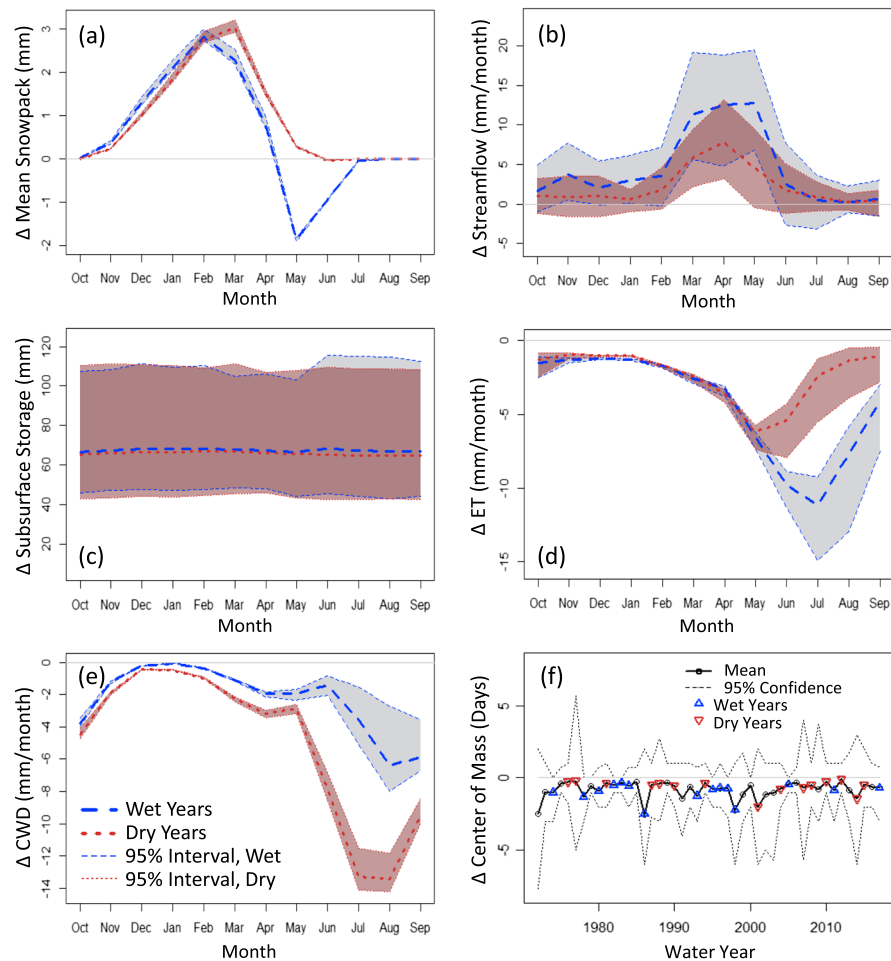 (a)
Δ Mean Snowpack (mm)
3
2
1
0
-1
-2
Oct Nov Dec Jan Feb Mar Apr May Jun Jul Aug Sep
Month
(b)
Δ Streamflow (mm/month)
20
15
10
5
0
-5
Oct Nov Dec Jan Feb Mar Apr May Jun Jul Aug Sep
Month
(c)
Δ Subsurface Storage (mm)
120
100
80
60
40
20
Oct Nov Dec Jan Feb Mar Apr May Jun Jul Aug Sep
Month
(d)
Δ ET (mm/month)
0
-5
-10
-15
Oct Nov Dec Jan Feb Mar Apr May Jun Jul Aug Sep
Month
(e)
Δ CWD (mm/month)
0
-2
-4
-6
-8
-10
-12
-14
Wet Years
Dry Years
95% Interval, Wet
95% Interval, Dry
Oct Nov Dec Jan Feb Mar Apr May Jun Jul Aug Sep
Month
(f)
Δ Center of Mass (Days)
5
0
-5
Mean
95% Confidence
Wet Years
Dry Years
1980 1990 2000 2010
Water Year